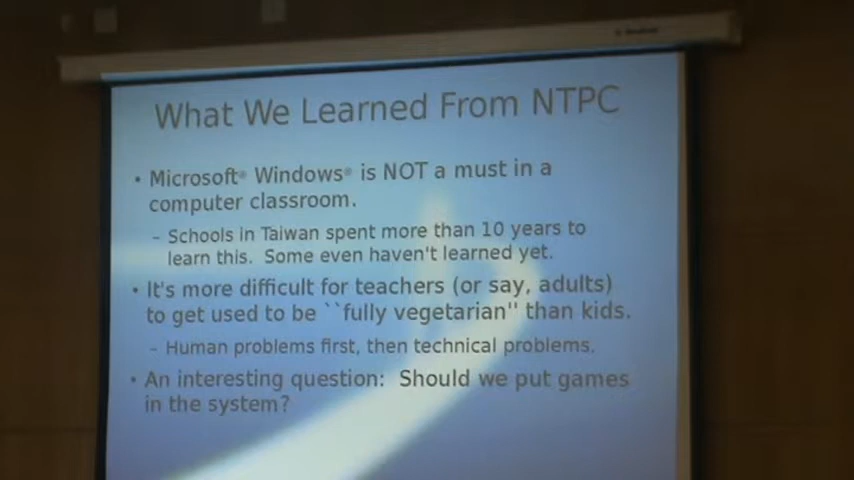 What We Learned From NTPC
• Microsoft® Windows® is NOT a must in a
computer classroom.
– Schools in Taiwan spent more than 10 years to
learn this. Some even haven't learned yet.
• It's more difficult for teachers (or say, adults)
to get used to be ``fully vegetarian'' than kids.
– Human problems first, then technical problems.
• An interesting question: Should we put games
in the system?